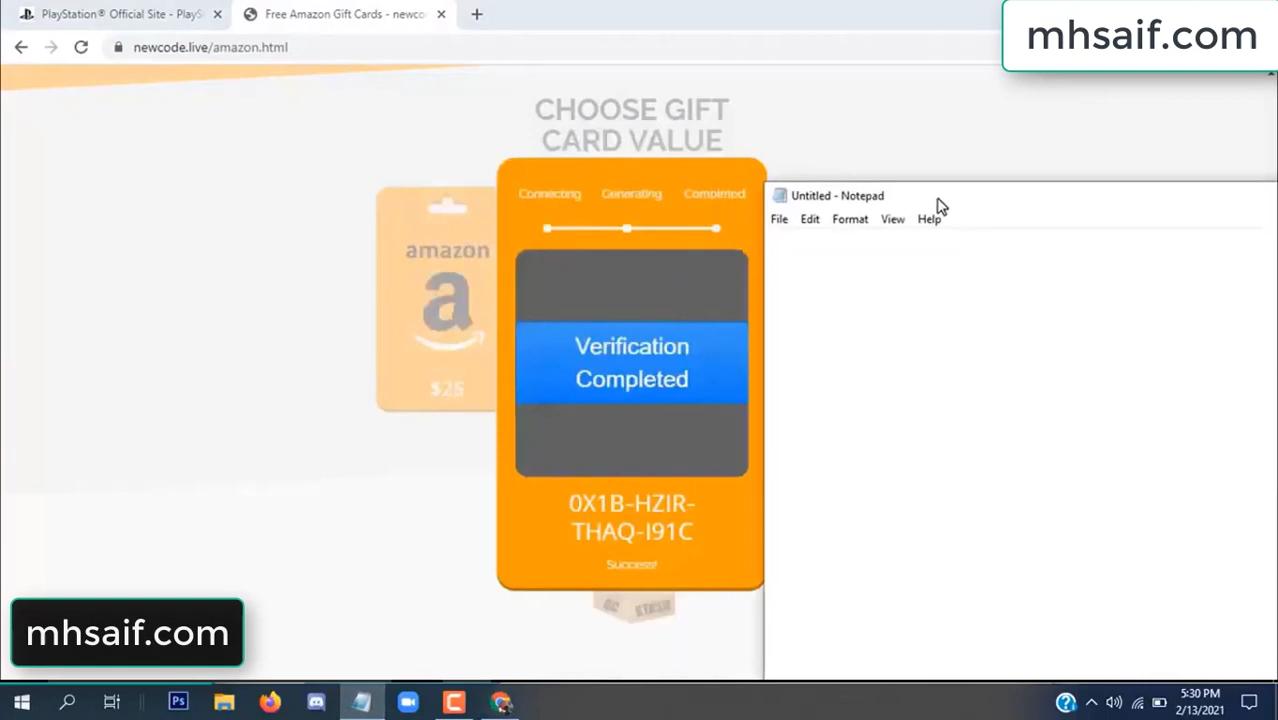 PlayStation® Official Site - PlayS
Free Amazon Gift Cards - newco
mhsaif.com
newcode.live/amazon.html
CHOOSE GIFT
CARD VALUE
Connecting Generating Completed
Untitled - Notepad
File Edit Format View Help
amazon
a
$25
Verification
Completed
0X1B-HZIR-
THAQ-I91C
Success!
mhsaif.com
Ps
5:30 PM
2/13/2021